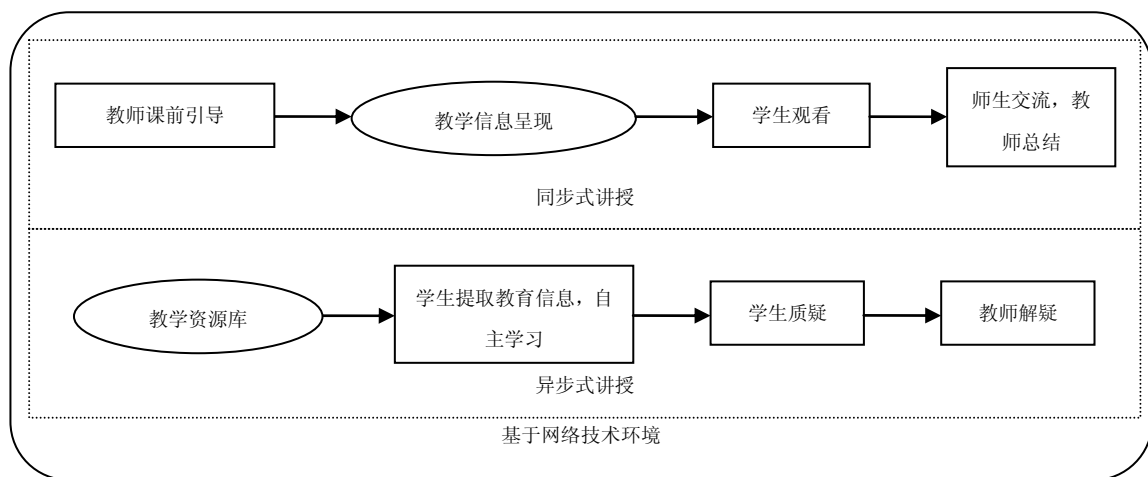 教师课前引导
教学信息呈现
学生观看
师生交流，教
师总结
同步式讲授
教学资源库
学生提取教育信息，自
主学习
学生质疑
教师解疑
异步式讲授
基于网络技术环境